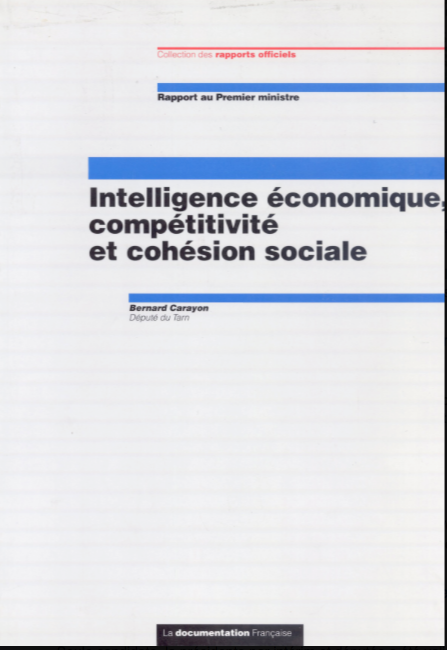 Collection des rapports officiels
Rapport au Premier ministre
Intelligence économique,
compétitivité
et cohésion sociale
Bernard Carayon
Député du Tarn
La documentation Française